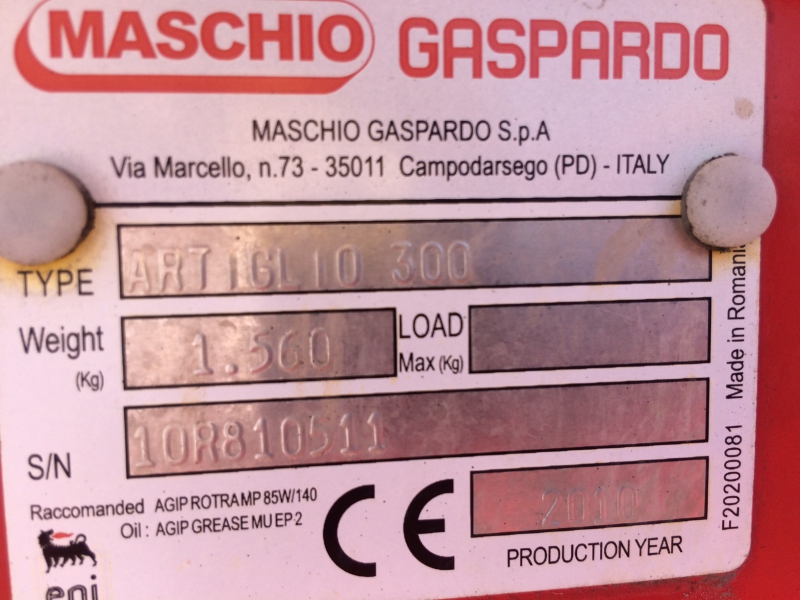 MASCHIO GASPARDO
MASCHIO GASPARDO S.p.A
Via Marcello, n.73 - 35011 Campodarsego (PD) - ITALY
TYPE ARTIGLIO 300
Weight (Kg) 1.560 LOAD Max (Kg)
S/N 10R810511
Raccomanded AGIP ROTRA MP 85W/140
Oil : AGIP GREASE MU EP 2
CE
2010
PRODUCTION YEAR
eni
F20200081 Made in Romania